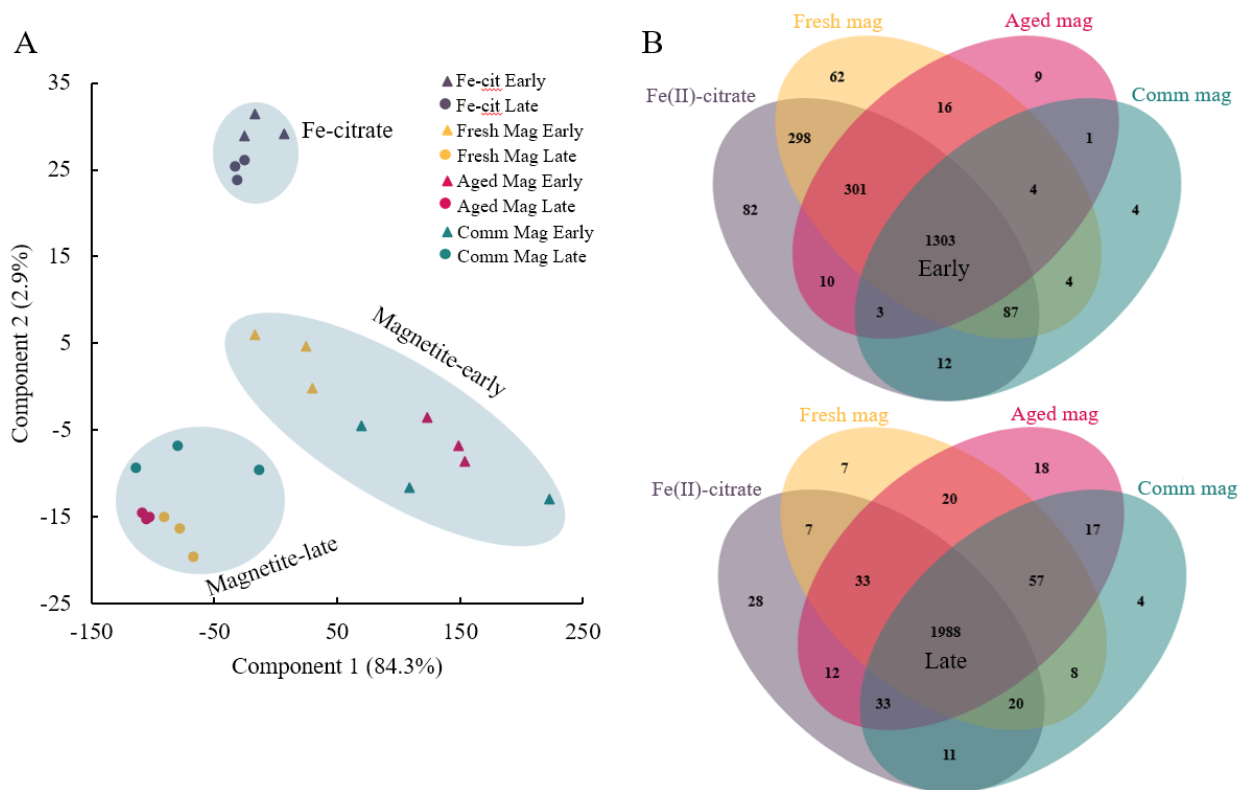 A
35
25
15
5
-5
-15
-25
-150
-50
50
150
250
Component 2 (2.9%)
Component 1 (84.3%)
Fe-citrate
Magnetite-early
Magnetite-late
Fe-cit Early
Fe-cit Late
Fresh Mag Early
Fresh Mag Late
Aged Mag Early
Aged Mag Late
Comm Mag Early
Comm Mag Late
B
Fresh mag
Aged mag
Fe(II)-citrate
Comm mag
62
9
16
298
1
301
4
82
4
1303
Early
10
4
3
87
12
Fresh mag
Aged mag
Fe(II)-citrate
Comm mag
7
18
20
7
17
33
57
28
4
1988
Late
12
8
33
20
11